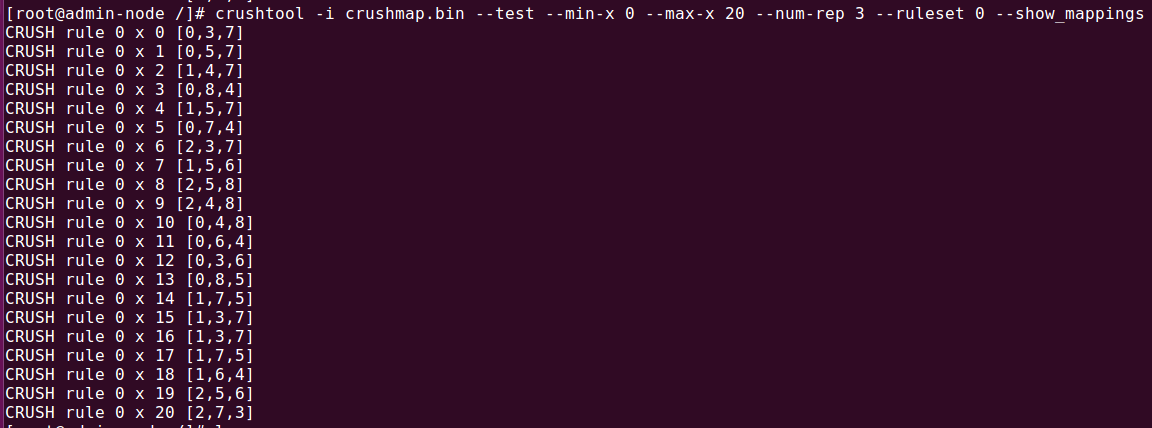 [root@admin-node /]# crushtool -i crushmap.bin --test --min-x 0 --max-x 20 --num-rep 3 --ruleset 0 --show_mappings
CRUSH rule 0 x 0 [0,3,7]
CRUSH rule 0 x 1 [0,5,7]
CRUSH rule 0 x 2 [1,4,7]
CRUSH rule 0 x 3 [0,8,4]
CRUSH rule 0 x 4 [1,5,7]
CRUSH rule 0 x 5 [0,7,4]
CRUSH rule 0 x 6 [2,3,7]
CRUSH rule 0 x 7 [1,5,6]
CRUSH rule 0 x 8 [2,5,8]
CRUSH rule 0 x 9 [2,4,8]
CRUSH rule 0 x 10 [0,4,8]
CRUSH rule 0 x 11 [0,6,4]
CRUSH rule 0 x 12 [0,3,6]
CRUSH rule 0 x 13 [0,8,5]
CRUSH rule 0 x 14 [1,7,5]
CRUSH rule 0 x 15 [1,3,7]
CRUSH rule 0 x 16 [1,3,7]
CRUSH rule 0 x 17 [1,7,5]
CRUSH rule 0 x 18 [1,6,4]
CRUSH rule 0 x 19 [2,5,6]
CRUSH rule 0 x 20 [2,7,3]